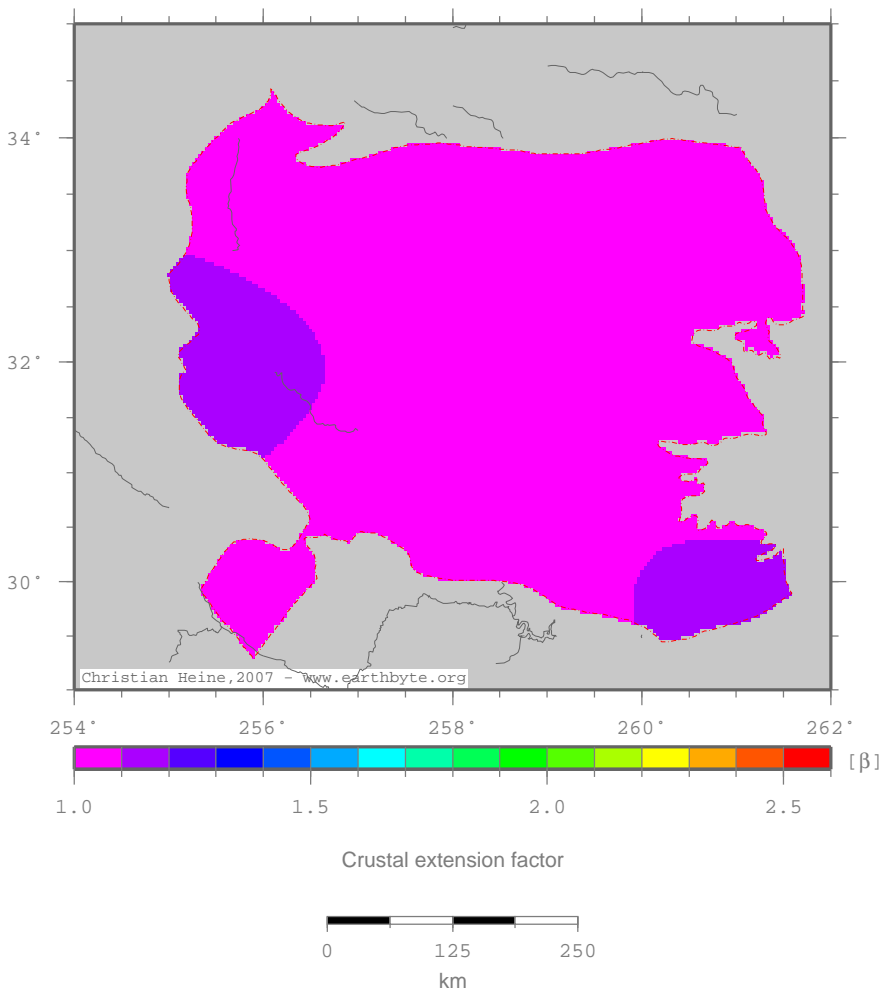 34°
32°
30°
Christian Heine,2007 - www.earthbyte.org
254° 256° 258° 260° 262°
[β]
1.0 1.5 2.0 2.5
Crustal extension factor
0 125 250
km